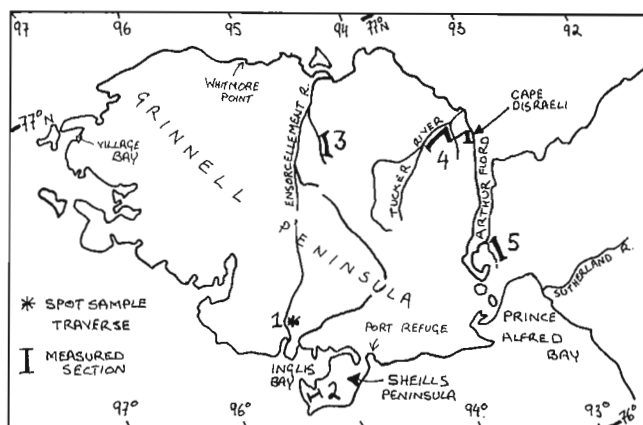 97
96
95
94
77°N
93
92
77°N
WHITMORE
POINT
CAPE
DISRAELI
GRINNELL
ENSORCELLEMENT R.
3
TUCKER
RIVER
4
1
ARTHUR FIORD
VILLAGE
BAY
PENINSULA
5
SUTHERLAND R.
* SPOT SAMPLE
TRAVERSE
1*
PORT REFUGE
PRINCE
ALFRED
BAY
I MEASURED
SECTION
INGLIS
BAY
2
SHEILLS
PENINSULA
97°
96
95
94°
93°
76°